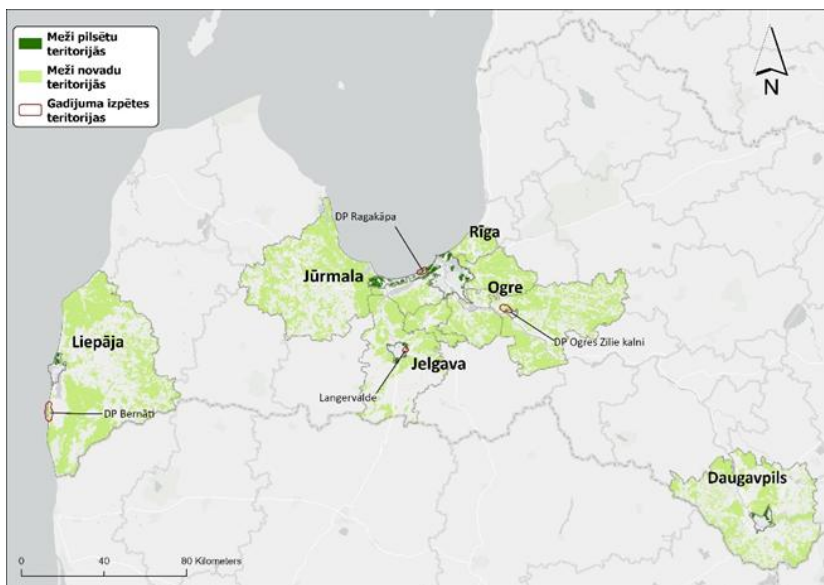 Meži pilsētu
teritorijās
Meži novadu
teritorijās
Gadījuma izpētes
teritorijas
N
DP Ragakāpa
Rīga
Jūrmala
Ogre
Liepāja
DP Ogres Zilie kalni
Jelgava
Langervalde
DP Bernāti
Daugavpils
0 40 80 Kilometers